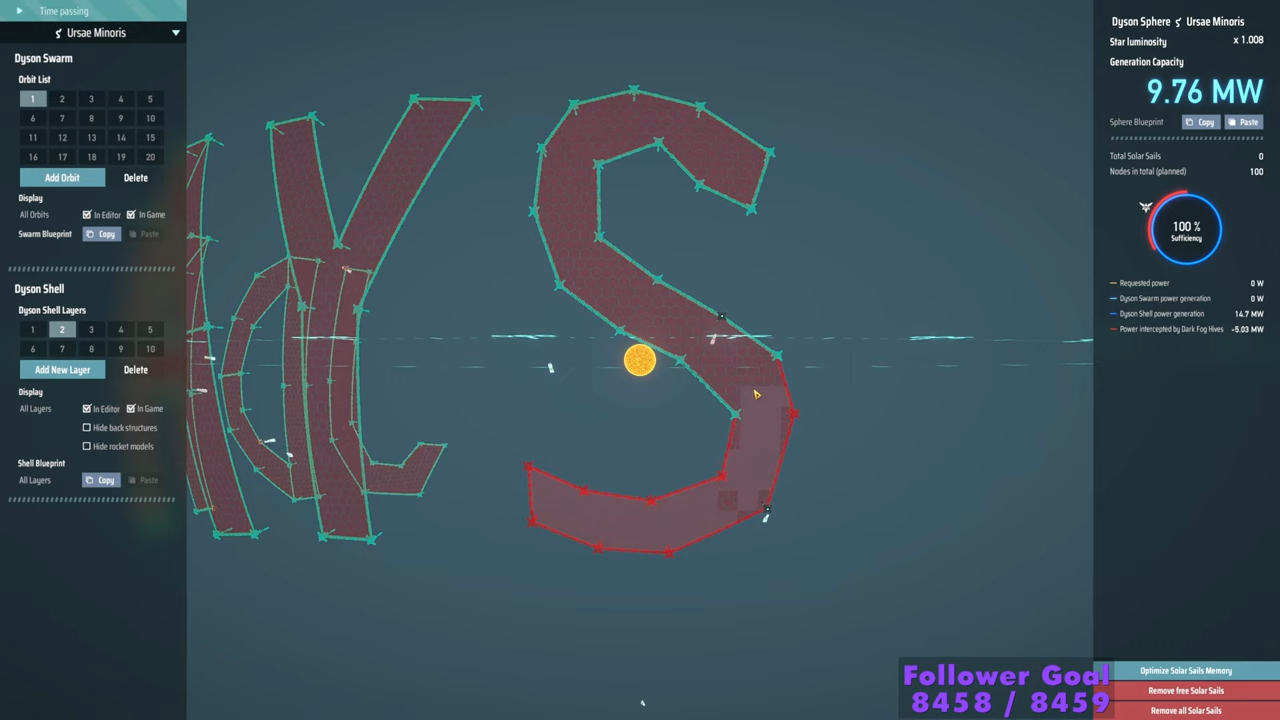 Time passing
Ursae Minoris
Dyson Swarm
Orbit List
1 2 3 4 5
6 7 8 9 10
11 12 13 14 15
16 17 18 19 20
Add Orbit Delete
Display
All Orbits In Editor In Game
Swarm Blueprint Copy Paste
Dyson Shell
Dyson Shell Layers
1 2 3 4 5
6 7 8 9 10
Add New Layer Delete
Display
All Layers In Editor In Game
Hide back structures
Hide rocket models
Shell Blueprint
All Layers Copy Paste
S
Dyson Sphere Ursae Minoris
Star luminosity x 1.008
Generation Capacity
9.76 MW
Sphere Blueprint Copy Paste
Total Solar Sails 0
Nodes in total (planned) 100
100 %
Sufficiency
Requested power 0 W
Dyson Swarm power generation 0 W
Dyson Shell power generation 14.7 MW
Power intercepted by Dark Fog Hives -5.03 MW
Follower Goal
8458 / 8459
Optimize Solar Sails Memory
Remove free Solar Sails
Remove all Solar Sails